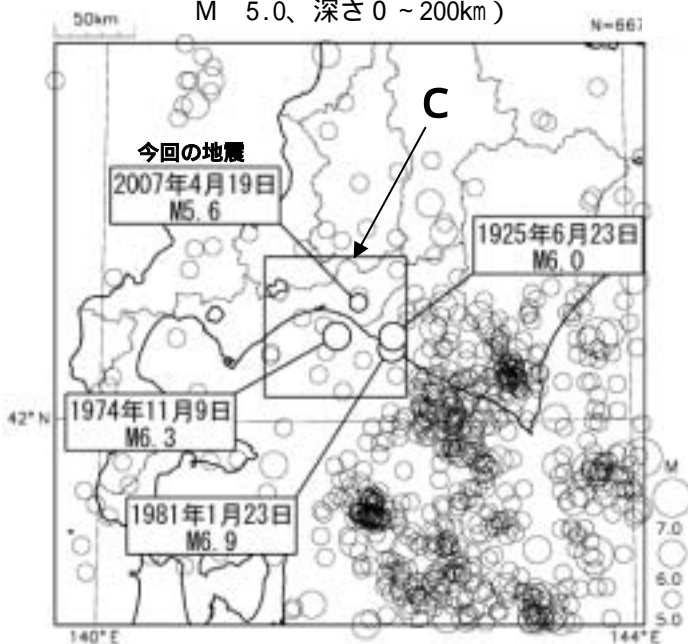 M　5.0、深さ0～200km）
50km
N=667
C
今回の地震
2007年4月19日
M5.6
1925年6月23日
M6.0
42°N
1974年11月9日
M6.3
1981年1月23日
M6.9
M
7.0
6.0
5.0
140°E
144°E